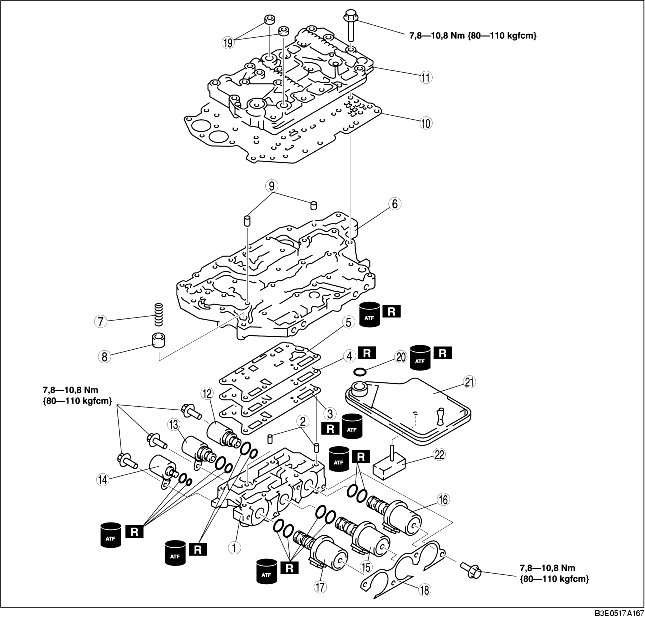 19
7,8—10,8 Nm {80—110 kgfcm}
11
10
9
6
7
5
ATF R
8
4 R
20
ATF R
21
7,8—10,8 Nm
{80—110 kgfcm}
12
3
R ATF
13
2
ATF R
22
14
16
ATF R
1
ATF R
ATF R
15
17
18
7,8—10,8 Nm
{80—110 kgfcm}
B3E0517A167